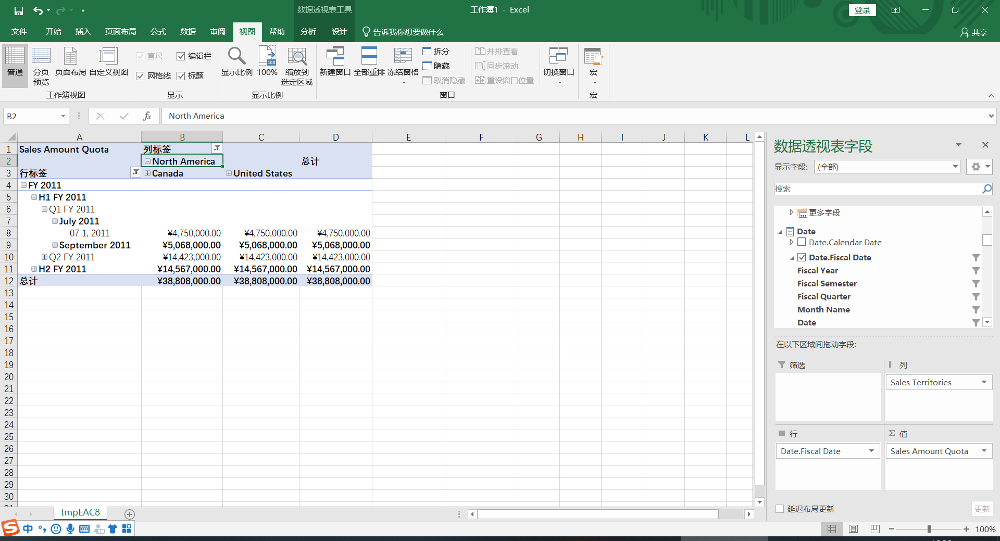 数据透视表工具
工作簿1 - Excel
登录
文件 开始 插入 页面布局 公式 数据 审阅 视图 帮助 分析 设计 告诉我你想要做什么 共享
普通 分页预览 页面布局 自定义视图
工作簿视图
直尺 编辑栏
网格线 标题
显示
显示比例 100% 缩放到选定区域
显示比例
新建窗口 全部重排 冻结窗格
拆分
隐藏
取消隐藏
并排查看
同步滚动
重设窗口位置
切换窗口
窗口
宏
宏
B2 fx North America
A B C D E F G H I J K L
1 Sales Amount Quota 列标签
2 North America 总计
3 行标签 Canada United States
4 FY 2011
5 H1 FY 2011
6 Q1 FY 2011
7 July 2011
8 07 1, 2011 ¥4,750,000.00 ¥4,750,000.00 ¥4,750,000.00
9 September 2011 ¥5,068,000.00 ¥5,068,000.00 ¥5,068,000.00
10 Q2 FY 2011 ¥14,423,000.00 ¥14,423,000.00 ¥14,423,000.00
11 H2 FY 2011 ¥14,567,000.00 ¥14,567,000.00 ¥14,567,000.00
12 总计 ¥38,808,000.00 ¥38,808,000.00 ¥38,808,000.00
13
14
15
16
17
18
19
20
21
22
23
24
25
26
27
28
29
30
数据透视表字段
显示字段: (全部)
搜索
更多字段
Date
Date.Calendar Date
Date.Fiscal Date
Fiscal Year
Fiscal Semester
Fiscal Quarter
Month Name
Date
在以下区域间拖动字段:
筛选 列
Sales Territories
行 Σ 值
Date.Fiscal Date Sales Amount Quota
延迟布局更新 更新
tmpEAC8
S 中
100%